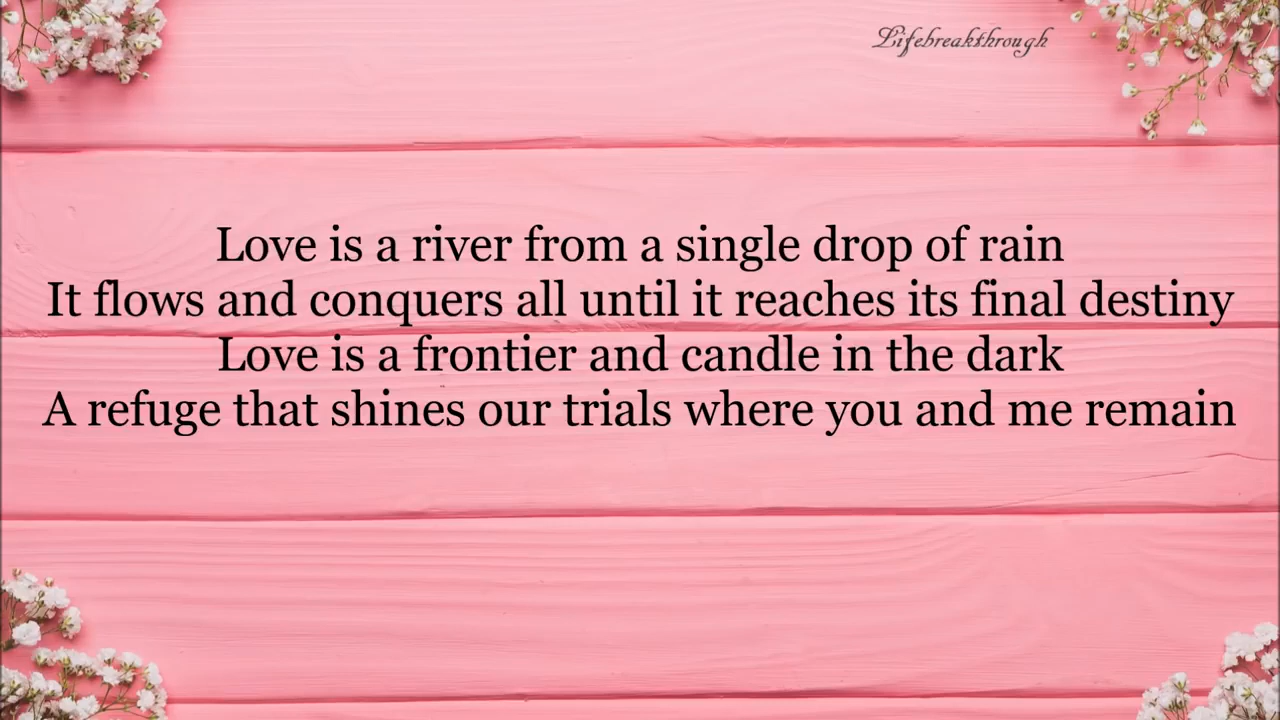 Lifebreakthrough
Love is a river from a single drop of rain
It flows and conquers all until it reaches its final destiny
Love is a frontier and candle in the dark
A refuge that shines our trials where you and me remain